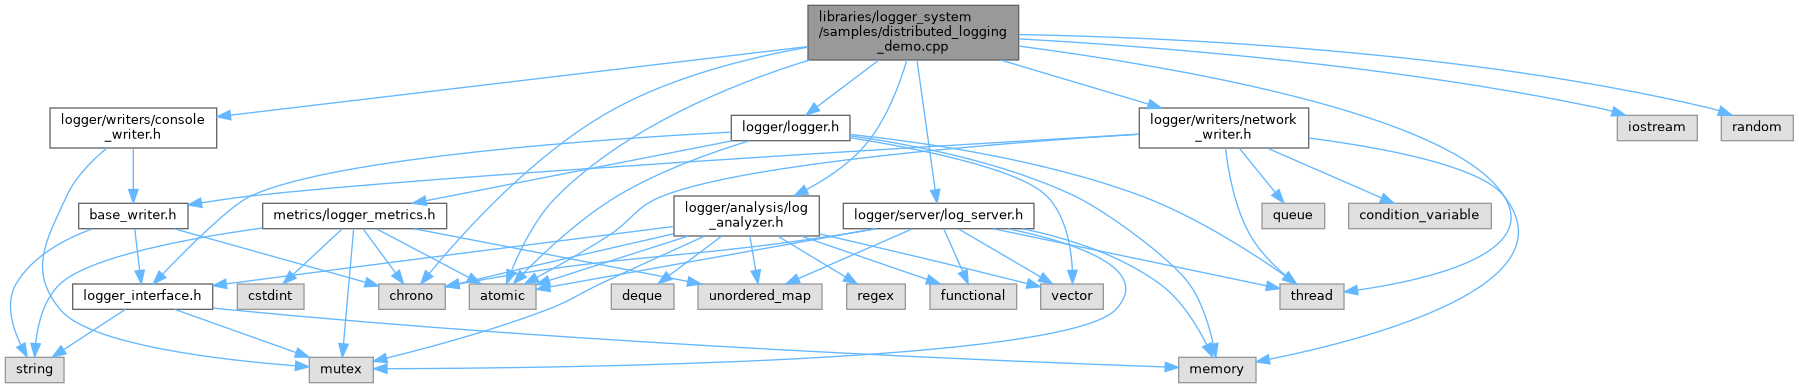 libraries/logger_system
/samples/distributed_logging
_demo.cpp
logger/writers/console
_writer.h
logger/logger.h
logger/writers/network
_writer.h
iostream
random
base_writer.h
metrics/logger_metrics.h
logger/analysis/log
_analyzer.h
logger/server/log_server.h
queue
condition_variable
logger_interface.h
cstdint
chrono
atomic
deque
unordered_map
regex
functional
vector
thread
string
mutex
memory